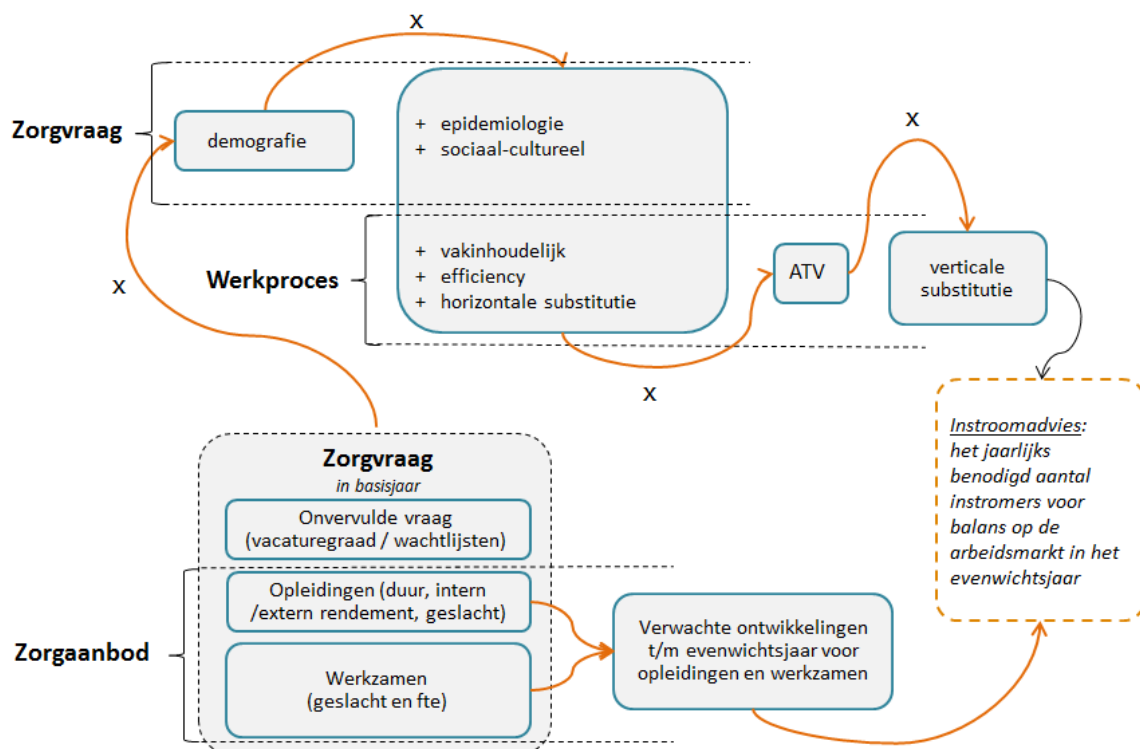 x
Zorgvraag
demografie
+ epidemiologie
+ sociaal-cultureel
x
Werkproces
+ vakinhoudelijk
+ efficiency
+ horizontale substitutie
ATV
verticale
substitutie
x
x
Instroomadvies:
het jaarlijks
benodigd aantal
instromers voor
balans op de
arbeidsmarkt in het
evenwichtsjaar
Zorgvraag
in basisjaar
Onvervulde vraag
(vacaturegraad / wachtlijsten)
Opleidingen (duur, intern
/extern rendement, geslacht)
Zorgaanbod
Werkzamen
(geslacht en fte)
Verwachte ontwikkelingen
t/m evenwichtsjaar voor
opleidingen en werkzamen